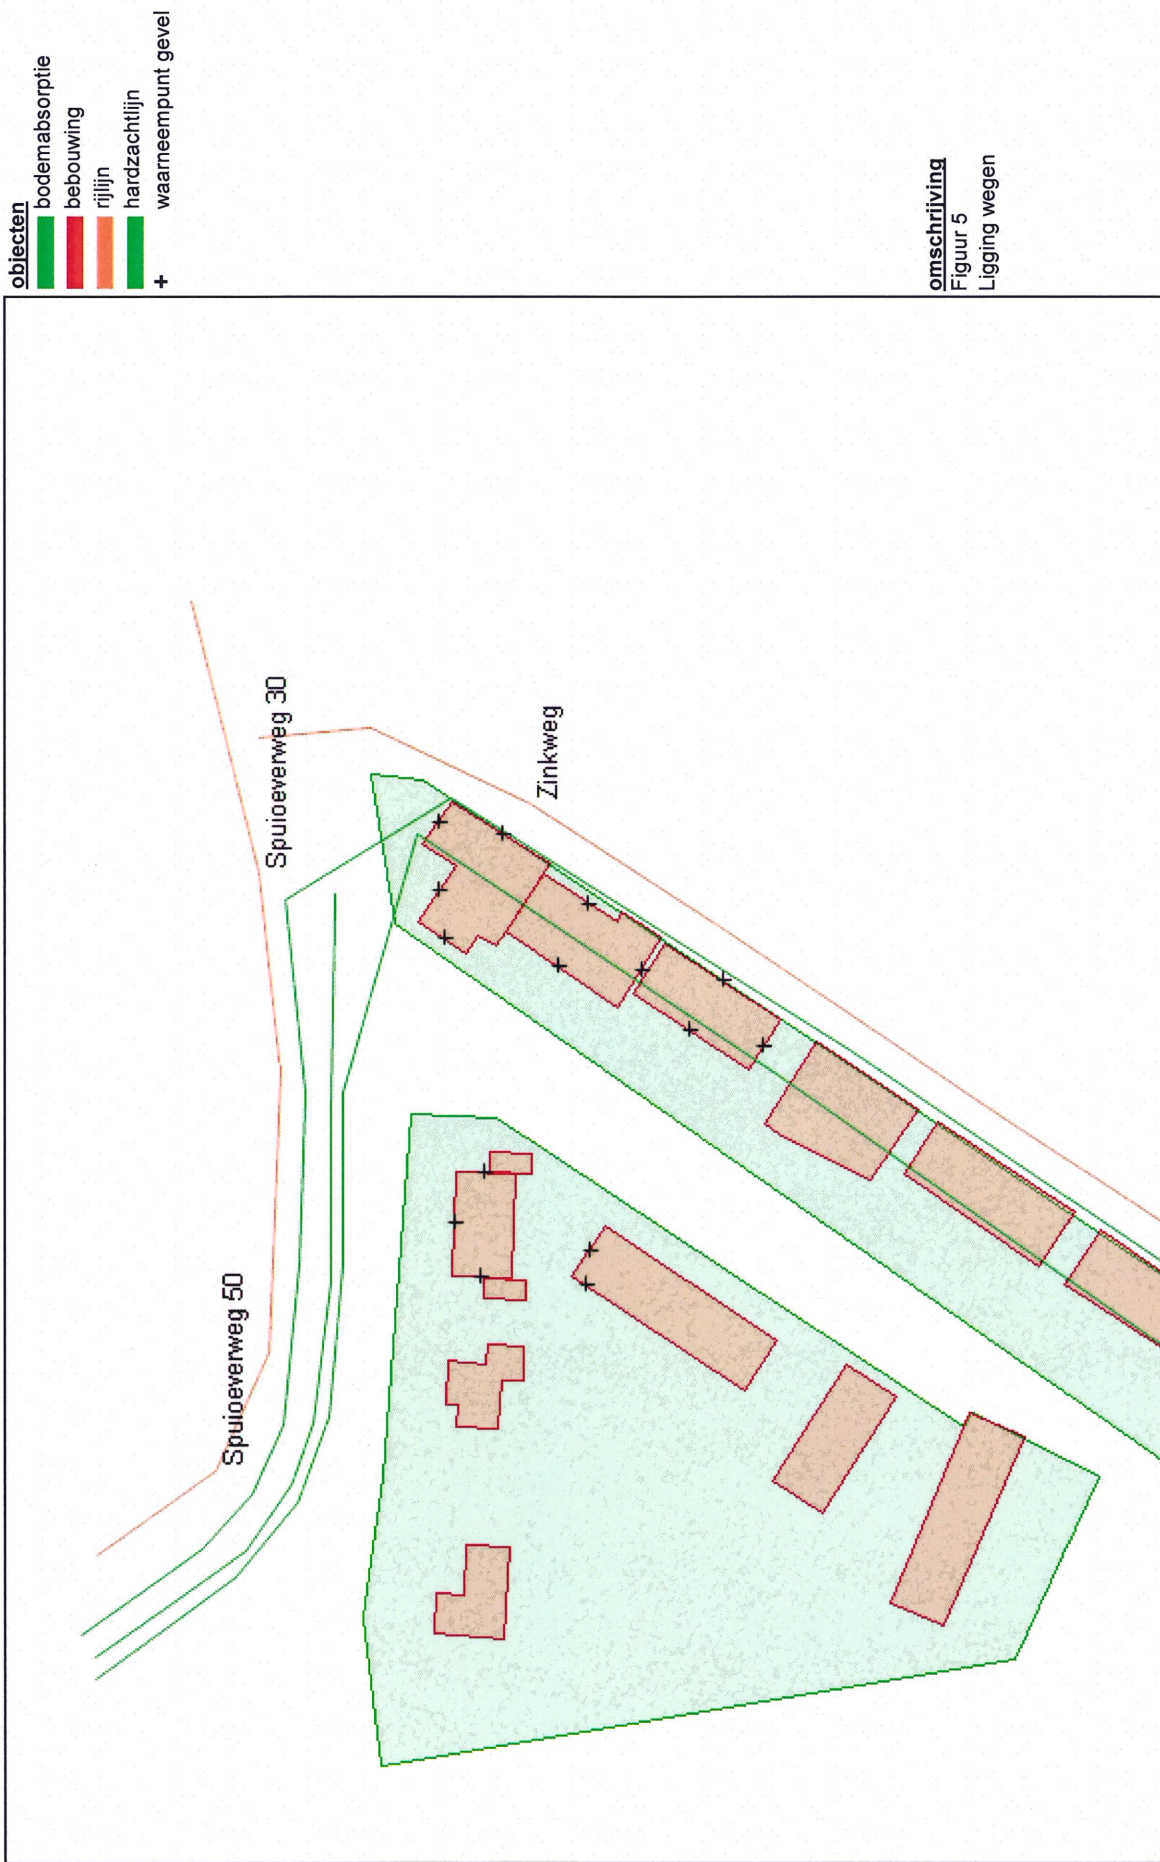 objecten
bodemabsorptie
bebouwing
rijlijn
hardzachtlijn
+ waarneempunt gevel
omschrijving
Figuur 5
Ligging wegen
Spuioeverweg 50
Spuioeverweg 30
Zinkweg